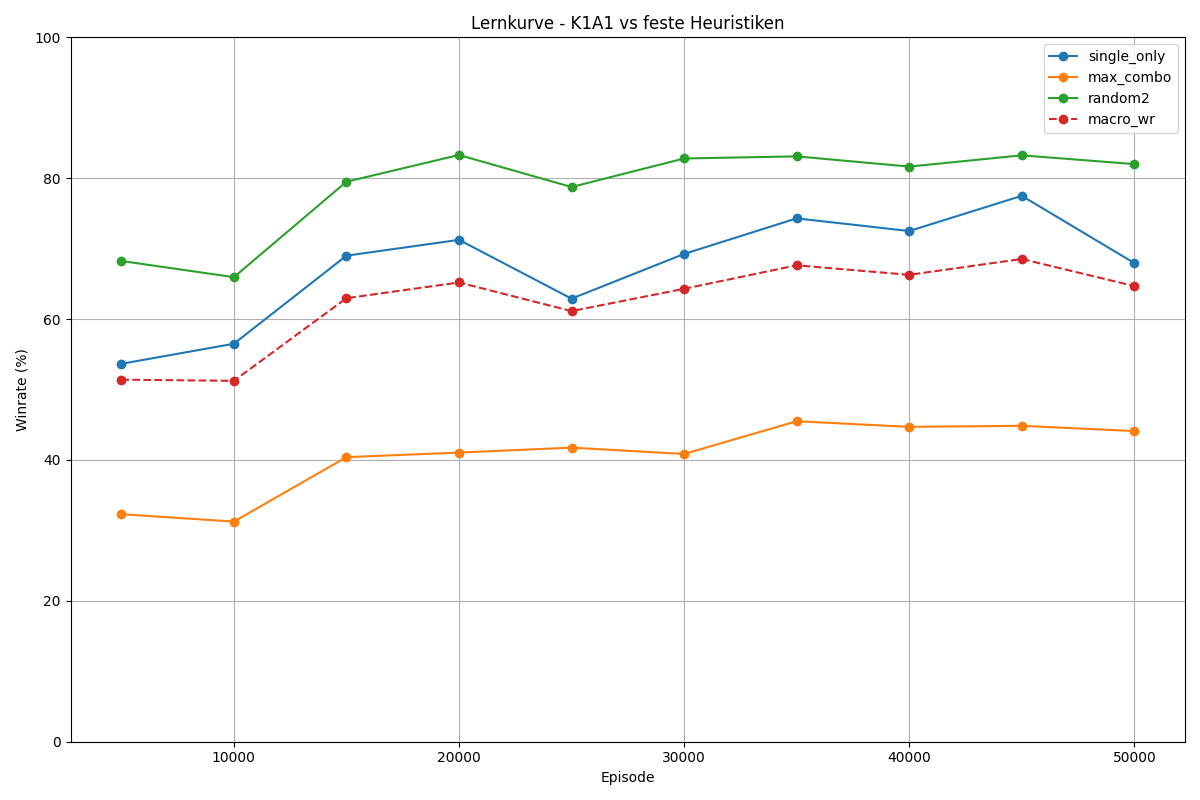 Lernkurve - K1A1 vs feste Heuristiken
100
80
60
40
20
0
Winrate (%)
single_only
max_combo
random2
macro_wr
10000
20000
30000
40000
50000
Episode